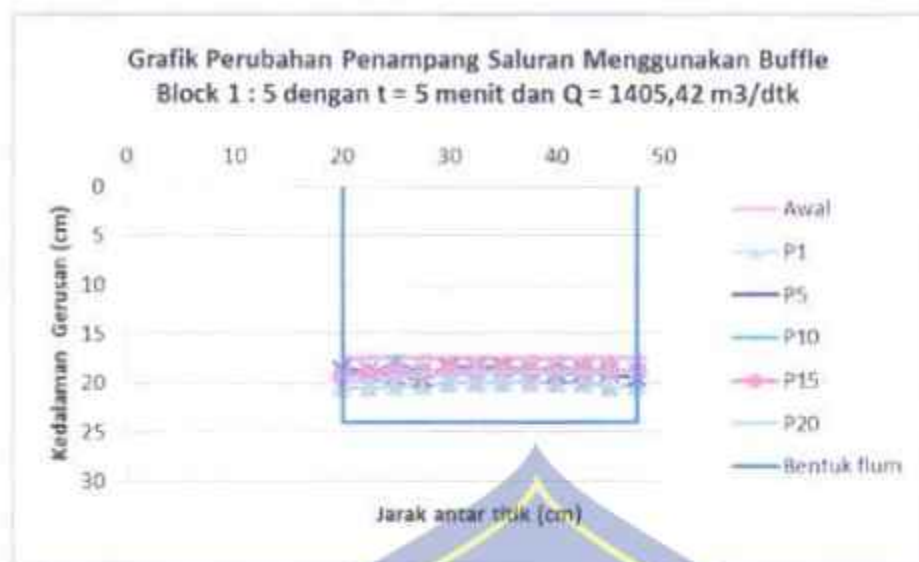 Grafik Perubahan Penampang Saluran Menggunakan Buffle
Block 1 : 5 dengan t = 5 menit dan Q = 1405,42 m3/dtk
0 10 20 30 40 50
0
5
10
15
20
25
30
Kedalaman Gerusan (cm)
Jarak antar titik (cm)
Awal
P1
P5
P10
P15
P20
Bentuk flum